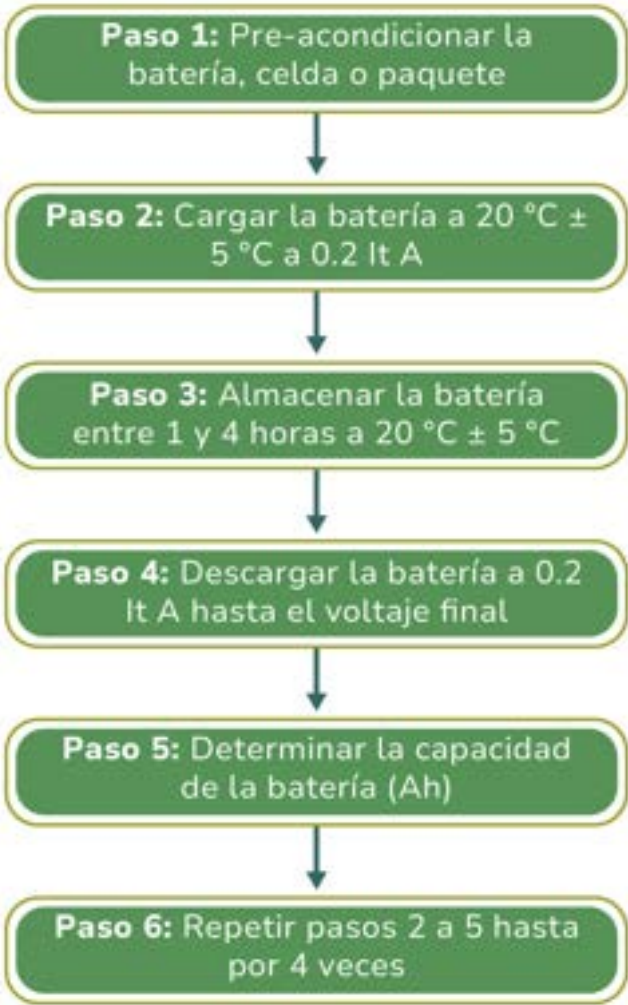 Paso 1: Pre-acondicionar la
batería, celda o paquete
Paso 2: Cargar la batería a 20 °C ±
5 °C a 0.2 It A
Paso 3: Almacenar la batería
entre 1 y 4 horas a 20 °C ± 5 °C
Paso 4: Descargar la batería a 0.2
It A hasta el voltaje final
Paso 5: Determinar la capacidad
de la batería (Ah)
Paso 6: Repetir pasos 2 a 5 hasta
por 4 veces